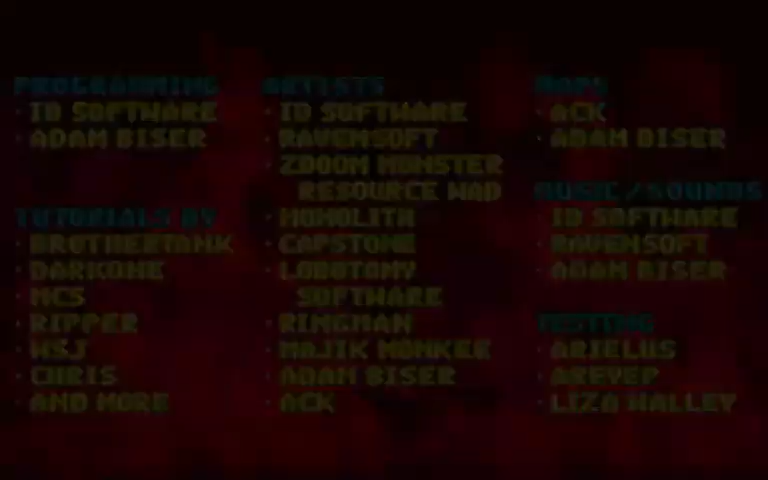 PROGRAMMING
· ID SOFTWARE
· ADAM BISER
TUTORIALS BY
· BROTHERTANK
· DARKONE
· MCS
· RIPPER
· WSJ
· CHRIS
· AND MORE
ARTISTS
· ID SOFTWARE
· RAVENSOFT
· ZDOOM MONSTER
RESOURCE WAD
· MONOLITH
· CAPSTONE
· LOBOTOMY
SOFTWARE
· RINGMAN
· MAJIK MONKEE
· ADAM BISER
· ACK
MAPS
· ACK
· ADAM BISER
MUSIC/SOUNDS
· ID SOFTWARE
· RAVENSOFT
· ADAM BISER
TESTING
· ARIELUS
· LIZA WALLEY